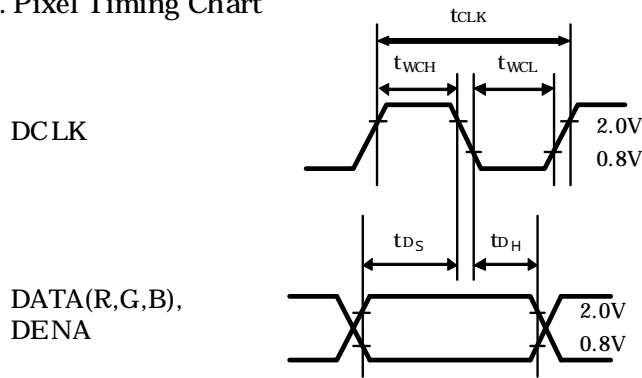 . Pixel Timing Chart
tCLK
tWCH tWCL
DCLK
2.0V
0.8V
tDS tDH
DATA(R,G,B),
DENA
2.0V
0.8V